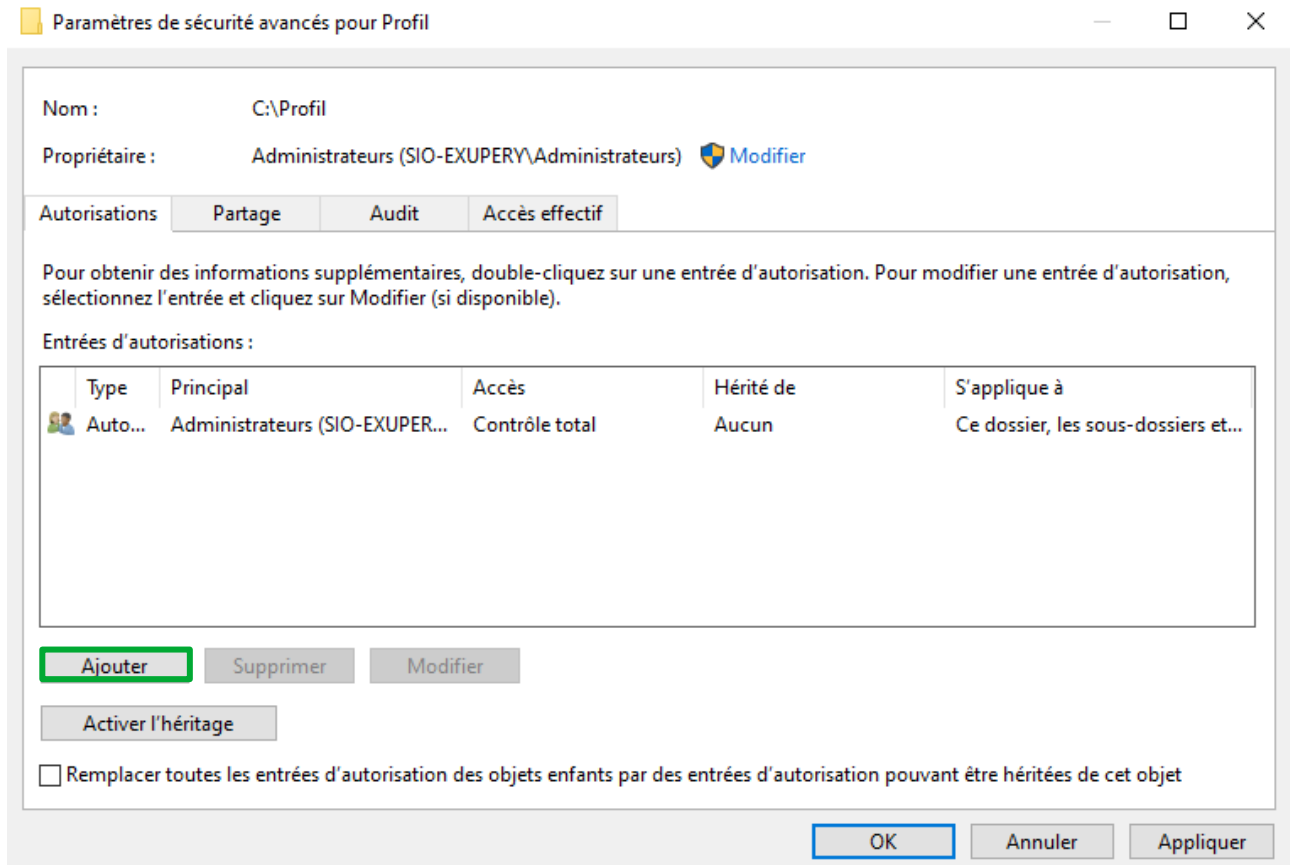 Paramètres de sécurité avancés pour Profil
Nom : C:\Profil
Propriétaire : Administrateurs (SIO-EXUPERY\Administrateurs) Modifier
Autorisations Partage Audit Accès effectif
Pour obtenir des informations supplémentaires, double-cliquez sur une entrée d'autorisation. Pour modifier une entrée d'autorisation,
sélectionnez l'entrée et cliquez sur Modifier (si disponible).
Entrées d'autorisations :
Type Principal Accès Hérité de S'applique à
Auto... Administrateurs (SIO-EXUPER... Contrôle total Aucun Ce dossier, les sous-dossiers et...
Ajouter Supprimer Modifier
Activer l'héritage
Remplacer toutes les entrées d'autorisation des objets enfants par des entrées d'autorisation pouvant être héritées de cet objet
OK Annuler Appliquer